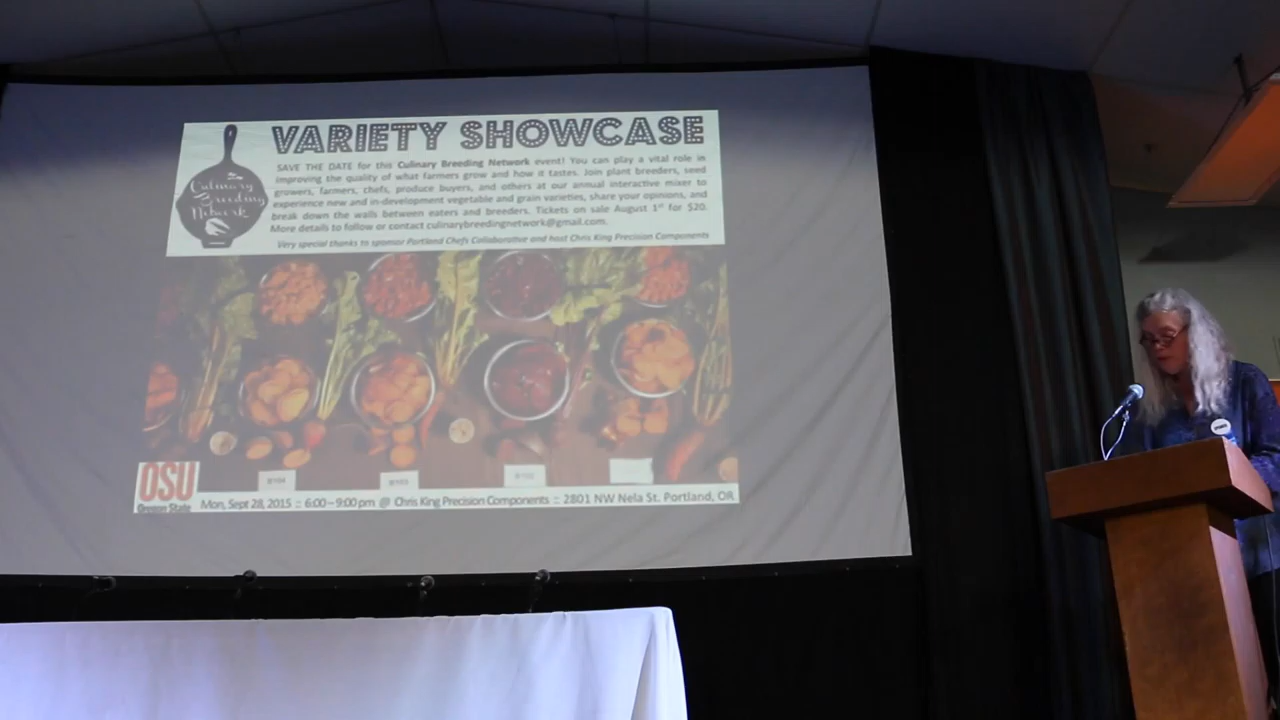 VARIETY SHOWCASE
Culinary
Breeding
Network
SAVE THE DATE for this Culinary Breeding Network event! You can play a vital role in
improving the quality of what farmers grow and how it tastes. Join plant breeders, seed
growers, farmers, chefs, produce buyers, and others at our annual interactive mixer to
experience new and in-development vegetable and grain varieties, share your opinions, and
break down the walls between eaters and breeders. Tickets on sale August 1st for $20.
More details to follow or contact culinarybreedingnetwork@gmail.com.
Very special thanks to sponsor Portland Chefs Collaborative and host Chris King Precision Components
OSU
Oregon State
Mon, Sept 28, 2015 :: 6:00 – 9:00 pm @ Chris King Precision Components :: 2801 NW Nela St. Portland, OR